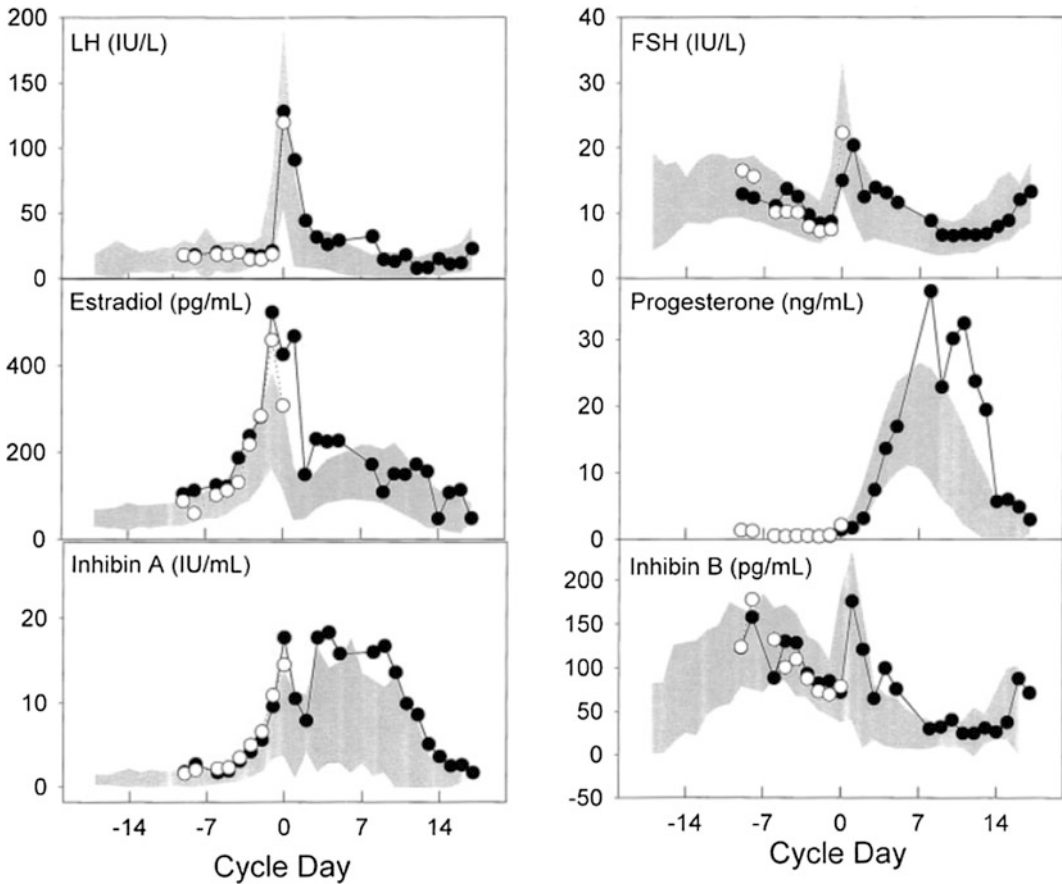 LH (IU/L)
200
150
100
50
0
FSH (IU/L)
40
30
20
10
0
Estradiol (pg/mL)
400
200
0
Progesterone (ng/mL)
30
20
10
0
Inhibin A (IU/mL)
20
10
0
-14 -7 0 7 14
Cycle Day
Inhibin B (pg/mL)
200
150
100
50
0
-50
-14 -7 0 7 14
Cycle Day